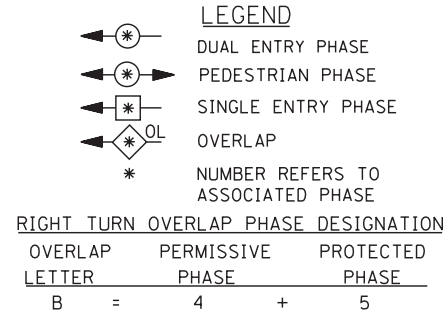 LEGEND
* DUAL ENTRY PHASE
* PEDESTRIAN PHASE
* SINGLE ENTRY PHASE
* OL OVERLAP
* NUMBER REFERS TO
ASSOCIATED PHASE
RIGHT TURN OVERLAP PHASE DESIGNATION
OVERLAP PERMISSIVE PROTECTED
LETTER PHASE PHASE
B = 4 + 5